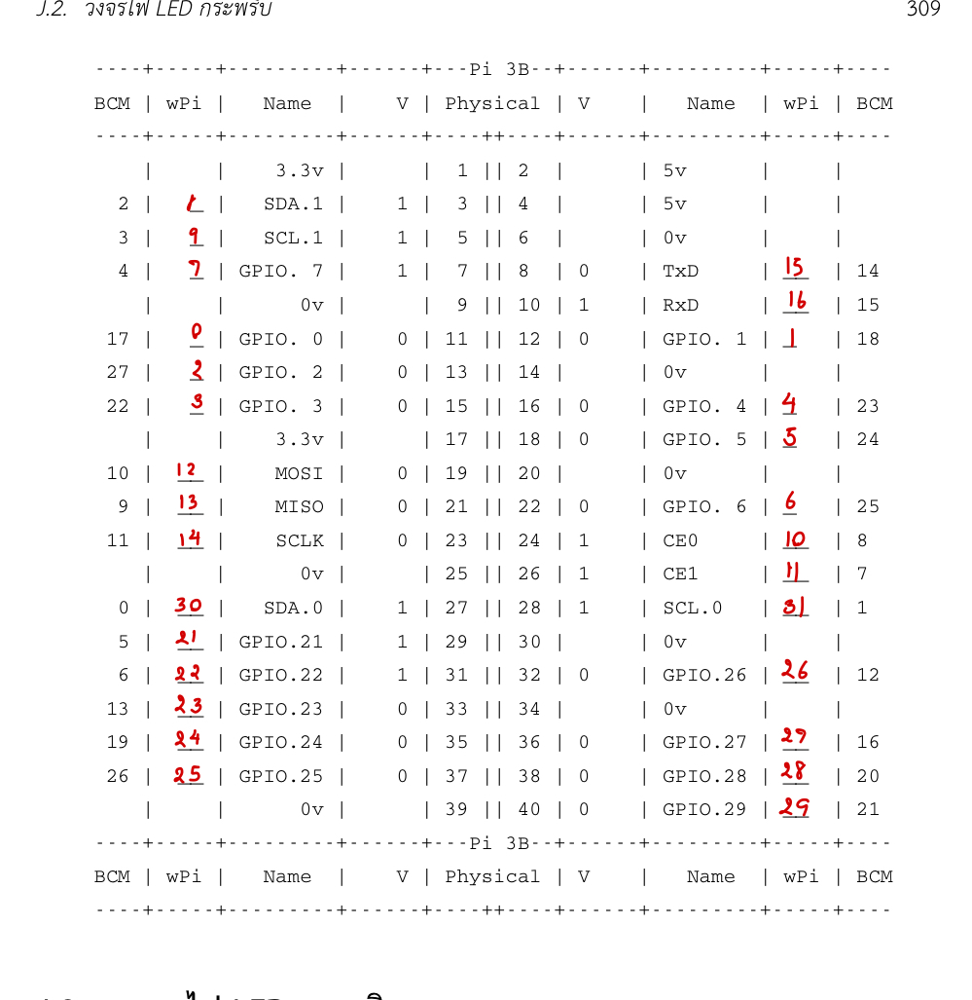 J.2. วงจรไฟ LED กระพริบ 309
----+-----+---------+------+---Pi 3B--+------+---------+-----+----
BCM | wPi | Name | V | Physical | V | Name | wPi | BCM
----+-----+---------+------+----++----+------+---------+-----+----
| | 3.3v | | 1 || 2 | | 5v | |
2 | | SDA.1 | 1 | 3 || 4 | | 5v | |
3 | 9 | SCL.1 | 1 | 5 || 6 | | 0v | |
4 | 7 | GPIO. 7 | 1 | 7 || 8 | 0 | TxD | 15 | 14
| | 0v | | 9 || 10 | 1 | RxD | 16 | 15
17 | 0 | GPIO. 0 | 0 | 11 || 12 | 0 | GPIO. 1 | 1 | 18
27 | 2 | GPIO. 2 | 0 | 13 || 14 | | 0v | |
22 | 3 | GPIO. 3 | 0 | 15 || 16 | 0 | GPIO. 4 | 4 | 23
| | 3.3v | | 17 || 18 | 0 | GPIO. 5 | 5 | 24
10 | 12 | MOSI | 0 | 19 || 20 | | 0v | |
9 | 13 | MISO | 0 | 21 || 22 | 0 | GPIO. 6 | 6 | 25
11 | 14 | SCLK | 0 | 23 || 24 | 1 | CE0 | 10 | 8
| | 0v | | 25 || 26 | 1 | CE1 | 11 | 7
0 | 30 | SDA.0 | 1 | 27 || 28 | 1 | SCL.0 | 31 | 1
5 | 21 | GPIO.21 | 1 | 29 || 30 | | 0v | |
6 | 22 | GPIO.22 | 1 | 31 || 32 | 0 | GPIO.26 | 26 | 12
13 | 23 | GPIO.23 | 0 | 33 || 34 | | 0v | |
19 | 24 | GPIO.24 | 0 | 35 || 36 | 0 | GPIO.27 | 27 | 16
26 | 25 | GPIO.25 | 0 | 37 || 38 | 0 | GPIO.28 | 28 | 20
| | 0v | | 39 || 40 | 0 | GPIO.29 | 29 | 21
----+-----+---------+------+---Pi 3B--+------+---------+-----+----
BCM | wPi | Name | V | Physical | V | Name | wPi | BCM
----+-----+---------+------+----++----+------+---------+-----+----